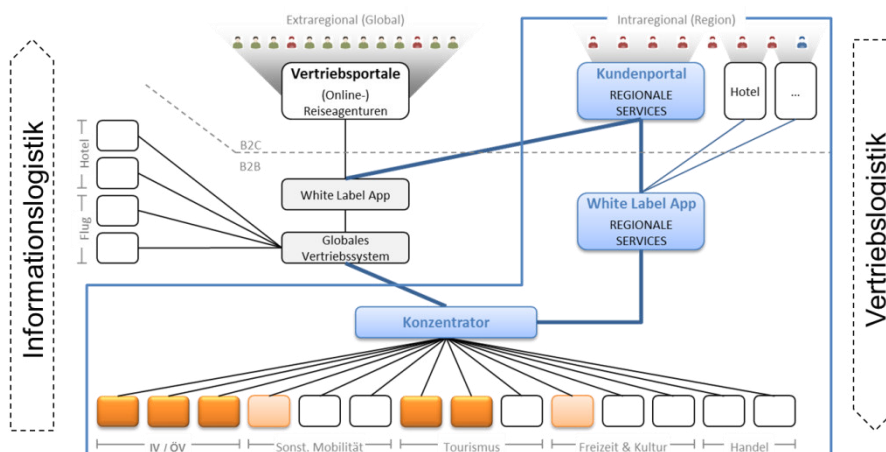 Extraregional (Global)
Intraregional (Region)
Vertriebsportale
(Online-)
Reiseagenturen
Kundenportal
REGIONALE
SERVICES
Hotel
...
Informationslogistik
Vertriebslogistik
Hotel
Flug
B2C
B2B
White Label App
White Label App
REGIONALE
SERVICES
Globales
Vertriebssystem
Konzentrator
IV / ÖV
Sonst. Mobilität
Tourismus
Freizeit & Kultur
Handel